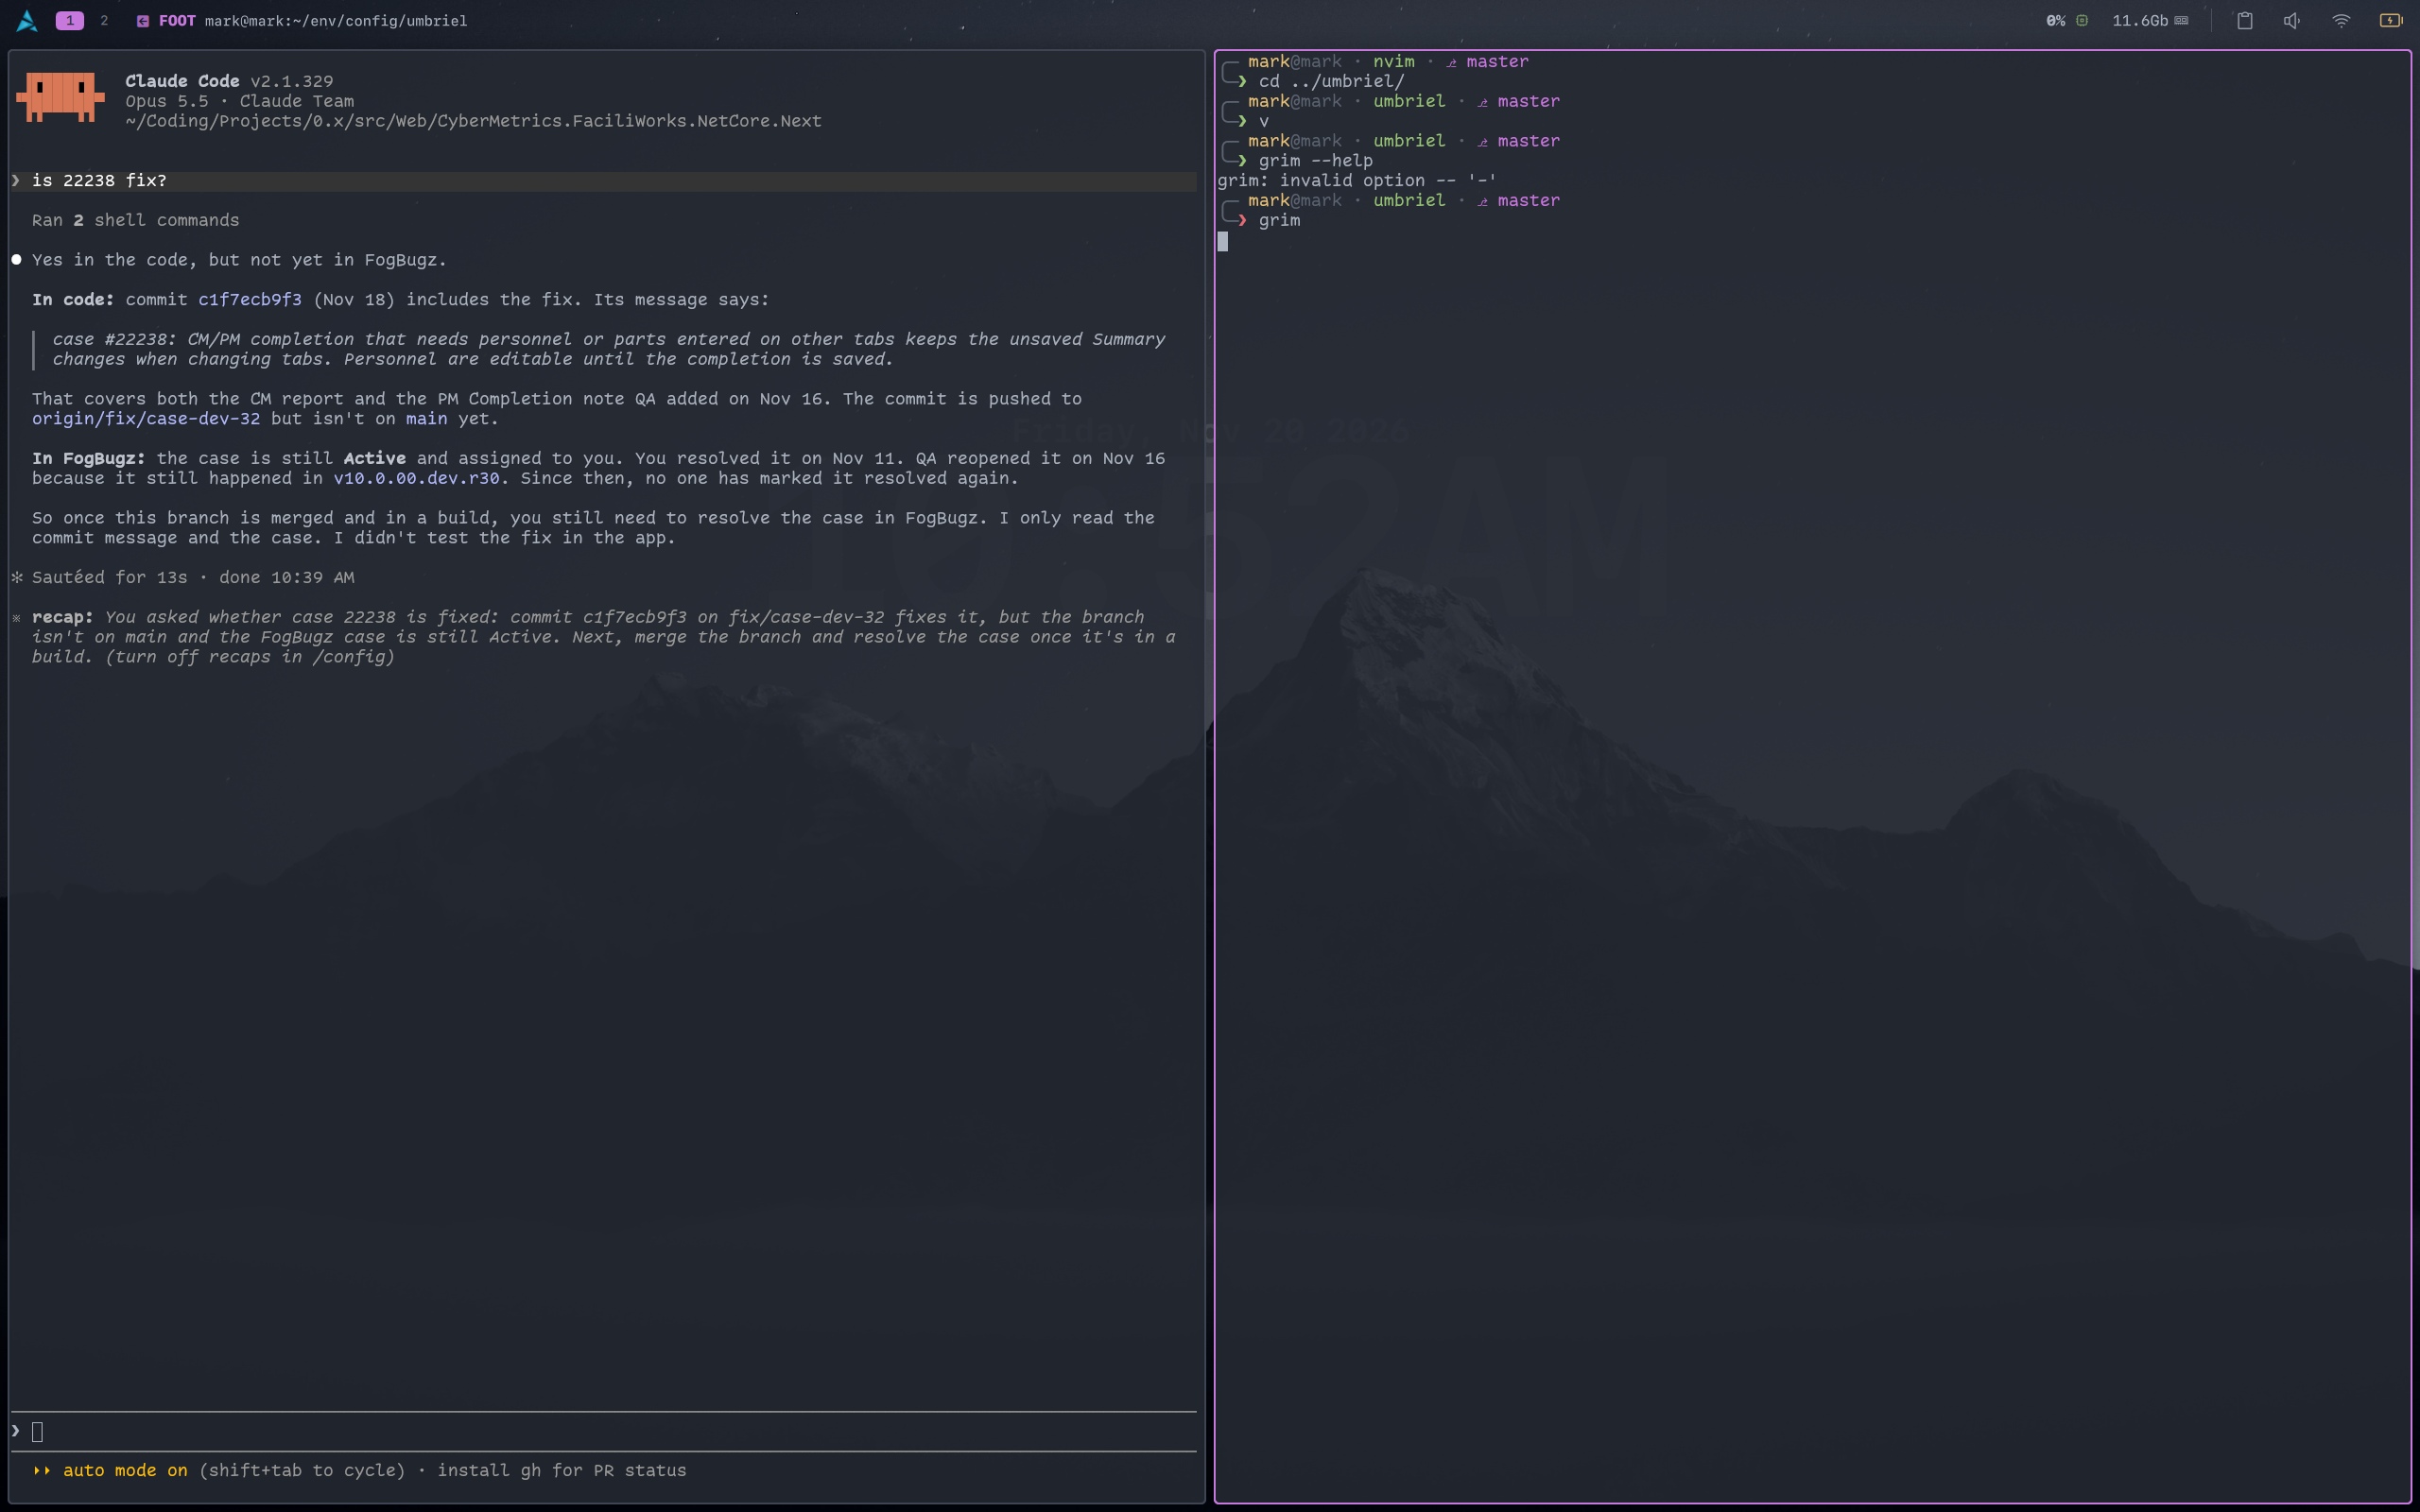 1 2 FOOT mark@mark:~/env/config/umbriel 0% 11.6Gb
Claude Code v2.1.329
Opus 5.5 · Claude Team
~/Coding/Projects/0.x/src/Web/CyberMetrics.FaciliWorks.NetCore.Next
❯ is 22238 fix?
Ran 2 shell commands
● Yes in the code, but not yet in FogBugz.
In code: commit c1f7ecb9f3 (Nov 18) includes the fix. Its message says:
case #22238: CM/PM completion that needs personnel or parts entered on other tabs keeps the unsaved Summary
changes when changing tabs. Personnel are editable until the completion is saved.
That covers both the CM report and the PM Completion note QA added on Nov 16. The commit is pushed to
origin/fix/case-dev-32 but isn't on main yet.
In FogBugz: the case is still Active and assigned to you. You resolved it on Nov 11. QA reopened it on Nov 16
because it still happened in v10.0.00.dev.r30. Since then, no one has marked it resolved again.
So once this branch is merged and in a build, you still need to resolve the case in FogBugz. I only read the
commit message and the case. I didn't test the fix in the app.
✻ Sautéed for 13s · done 10:39 AM
※ recap: You asked whether case 22238 is fixed: commit c1f7ecb9f3 on fix/case-dev-32 fixes it, but the branch
isn't on main and the FogBugz case is still Active. Next, merge the branch and resolve the case once it's in a
build. (turn off recaps in /config)
❯
⏵⏵ auto mode on (shift+tab to cycle) · install gh for PR status
mark@mark · nvim · master
❯ cd ../umbriel/
mark@mark · umbriel · master
❯ v
mark@mark · umbriel · master
❯ grim --help
grim: invalid option -- '-'
mark@mark · umbriel · master
❯ grim
Friday, Nov 20 2026
10:52AM